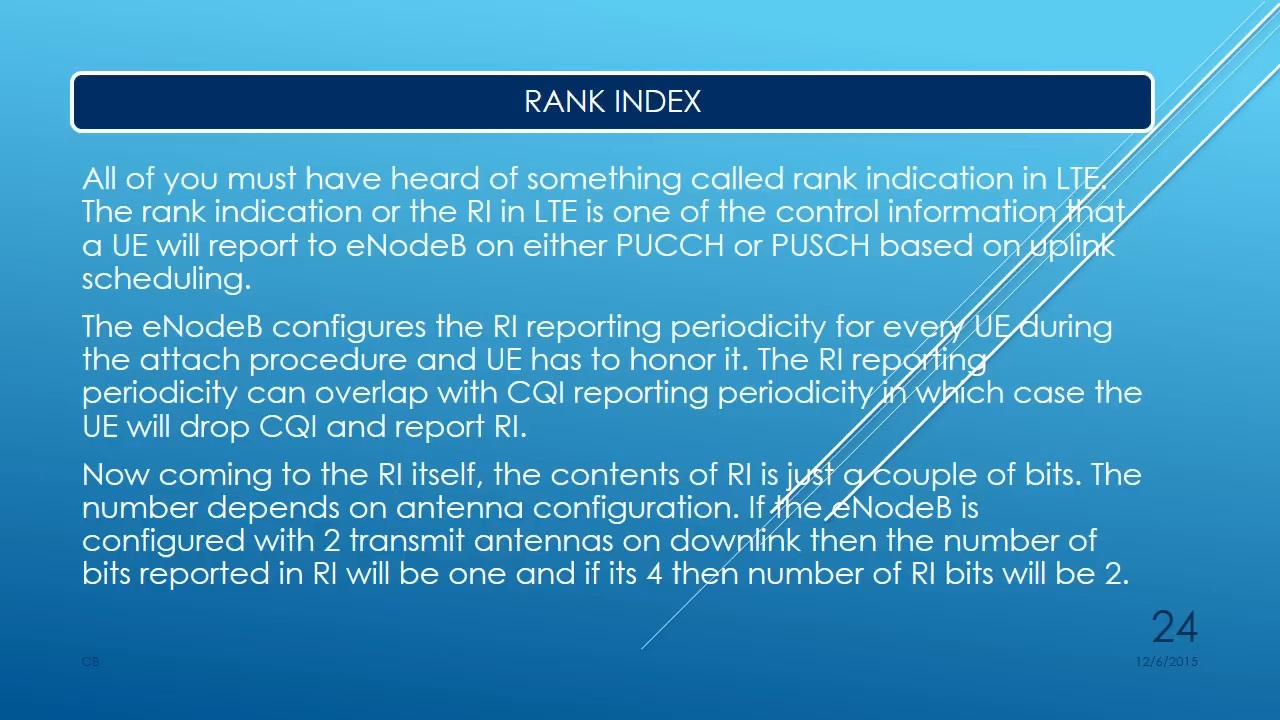 RANK INDEX
All of you must have heard of something called rank indication in LTE.
The rank indication or the RI in LTE is one of the control information that
a UE will report to eNodeB on either PUCCH or PUSCH based on uplink
scheduling.
The eNodeB configures the RI reporting periodicity for every UE during
the attach procedure and UE has to honor it. The RI reporting
periodicity can overlap with CQI reporting periodicity in which case the
UE will drop CQI and report RI.
Now coming to the RI itself, the contents of RI is just a couple of bits. The
number depends on antenna configuration. If the eNodeB is
configured with 2 transmit antennas on downlink then the number of
bits reported in RI will be one and if its 4 then number of RI bits will be 2.
24
CB
12/6/2015